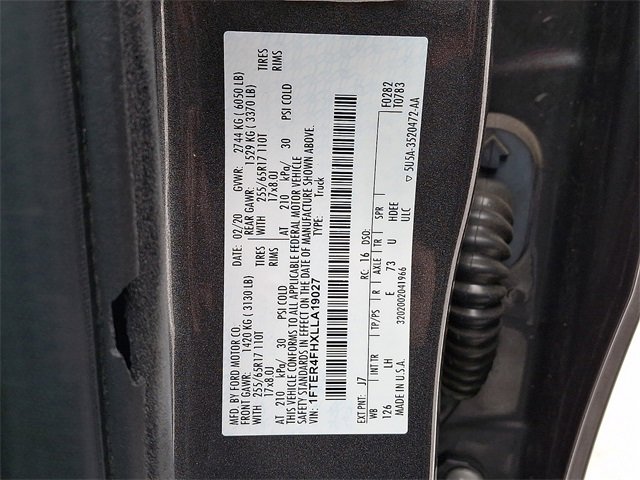 MFD. BY FORD MOTOR CO.
DATE: 02/20 GVWR: 2744 KG ( 6050 LB)
FRONT GAWR: 1420 KG ( 3130 LB) REAR GAWR: 1529 KG ( 3370 LB)
WITH 255/65R17 110T TIRES WITH 255/65R17 110T TIRES
17x8.0J RIMS 17x8.0J RIMS
AT 210 kPa/ 30 PSI COLD AT 210 kPa/ 30 PSI COLD
THIS VEHICLE CONFORMS TO ALL APPLICABLE FEDERAL MOTOR VEHICLE
SAFETY STANDARDS IN EFFECT ON THE DATE OF MANUFACTURE SHOWN ABOVE.
VIN: 1FTER4FHXLLA19027 TYPE: Truck
F0282
T0783
EXT PNT: J7 RC: 16 DSO:
WB INT TR TP/PS R AXLE TR SPR
126 LH E 73 U HDEE
MADE IN U.S.A. 3202002041966 ULC
▽ 5U5A-3520472-AA